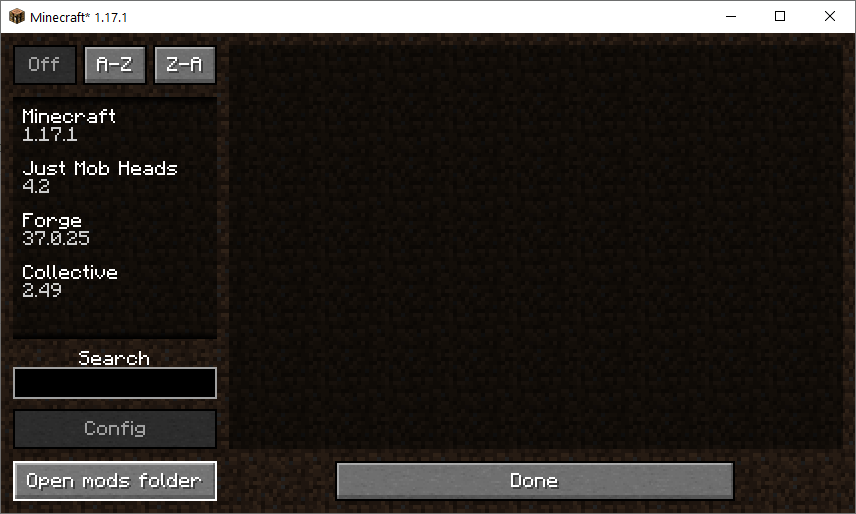 Minecraft* 1.17.1
Off A-Z Z-A
Minecraft
1.17.1
Just Mob Heads
4.2
Forge
37.0.25
Collective
2.49
Search
Config
Open mods folder
Done